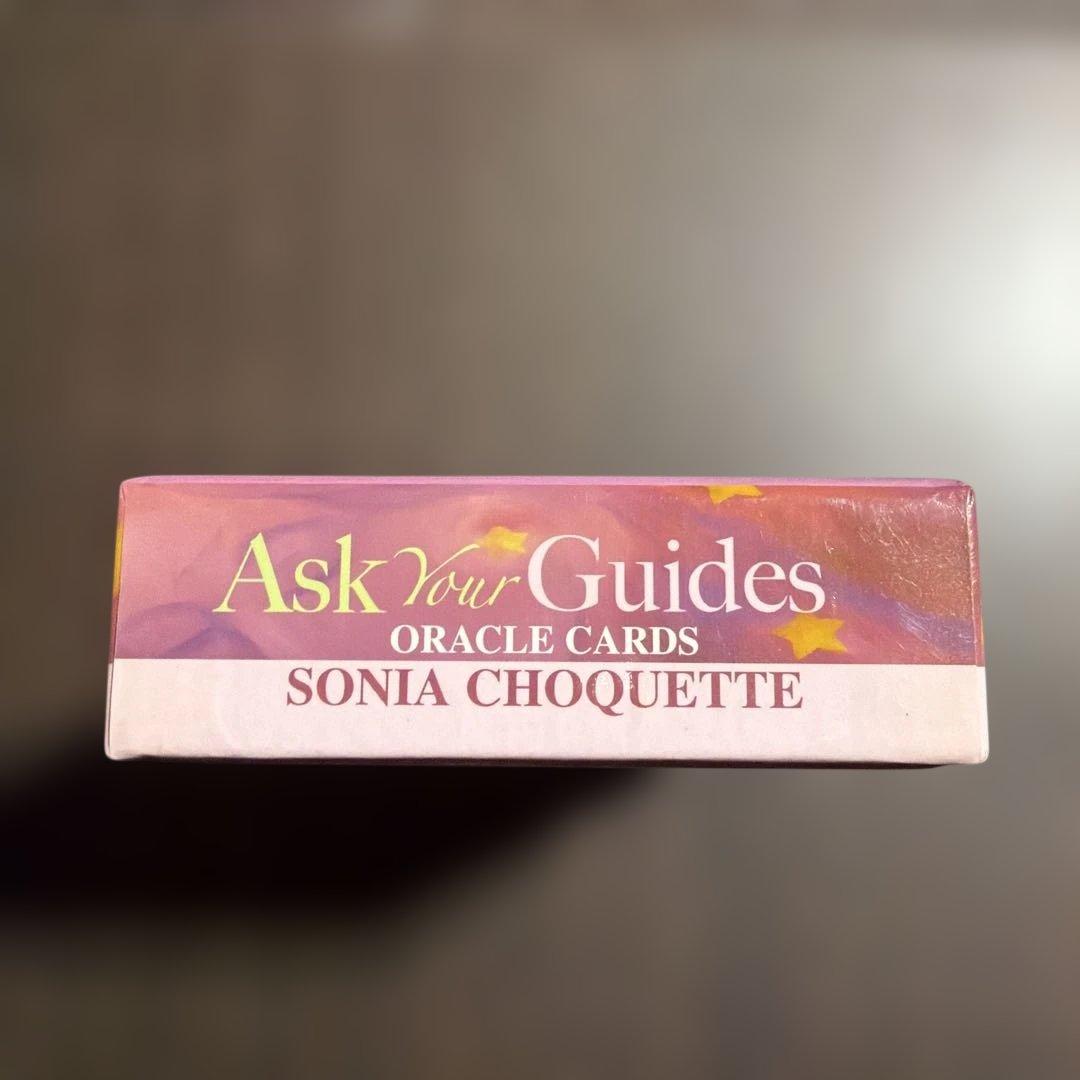 Ask Your Guides
ORACLE CARDS
SONIA CHOQUETTE